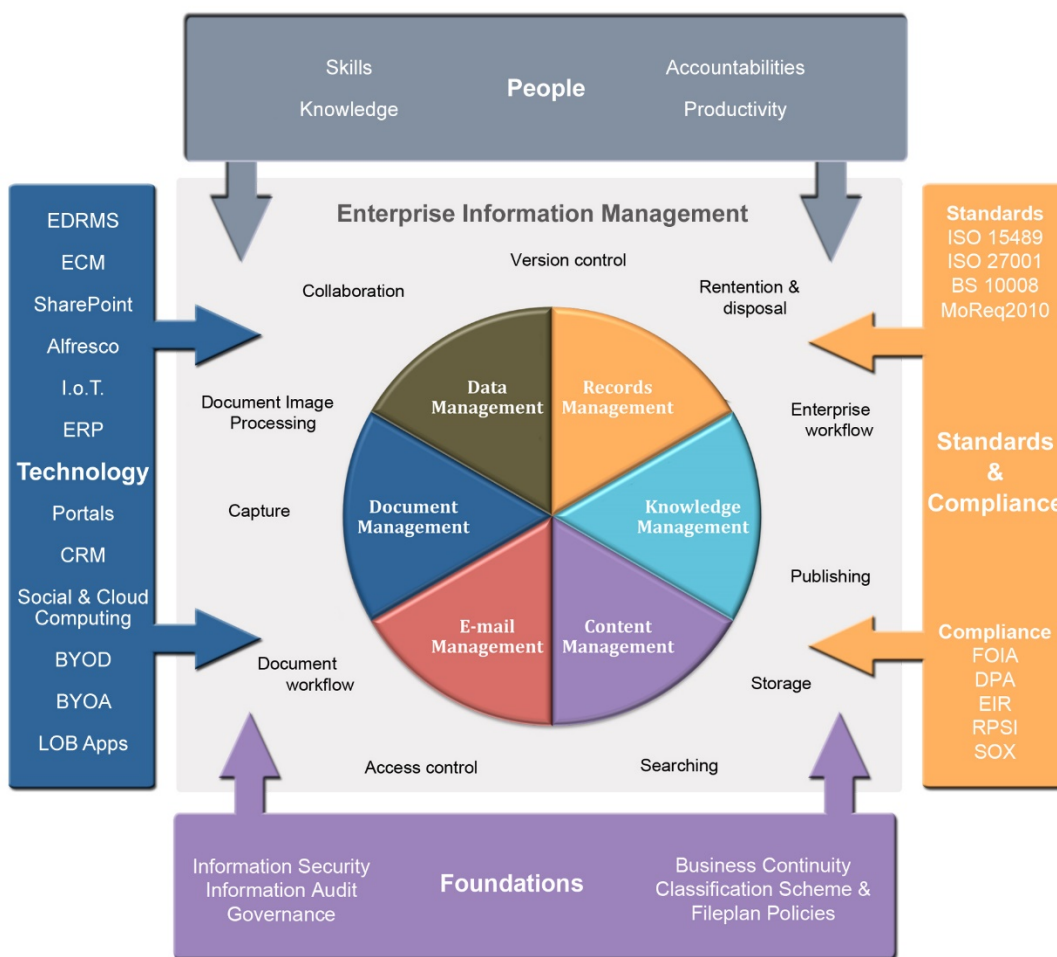 Skills
Knowledge
People
Accountabilities
Productivity
EDRMS
ECM
SharePoint
Alfresco
I.o.T.
ERP
Technology
Portals
CRM
Social & Cloud
Computing
BYOD
BYOA
LOB Apps
Enterprise Information Management
Version control
Collaboration
Rentention &
disposal
Document Image
Processing
Enterprise
workflow
Capture
Publishing
Document
workflow
Storage
Access control
Searching
Data
Management
Records
Management
Document
Management
Knowledge
Management
E-mail
Management
Content
Management
Standards
ISO 15489
ISO 27001
BS 10008
MoReq2010
Standards
&
Compliance
Compliance
FOIA
DPA
EIR
RPSI
SOX
Information Security
Information Audit
Governance
Foundations
Business Continuity
Classification Scheme &
Fileplan Policies